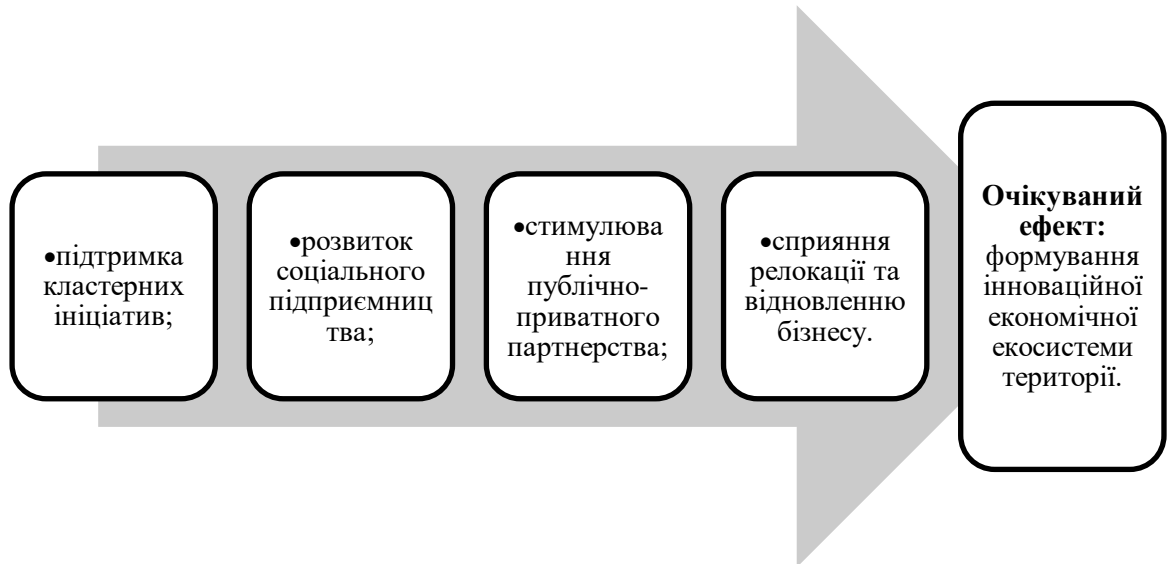 •підтримка
кластерних
ініціатив;
•розвиток
соціального
підприємниц
тва;
•стимулюва
ння
публічно-
приватного
партнерства;
•сприяння
релокації та
відновленню
бізнесу.
Очікуваний
ефект:
формування
інноваційної
економічної
екосистеми
території.